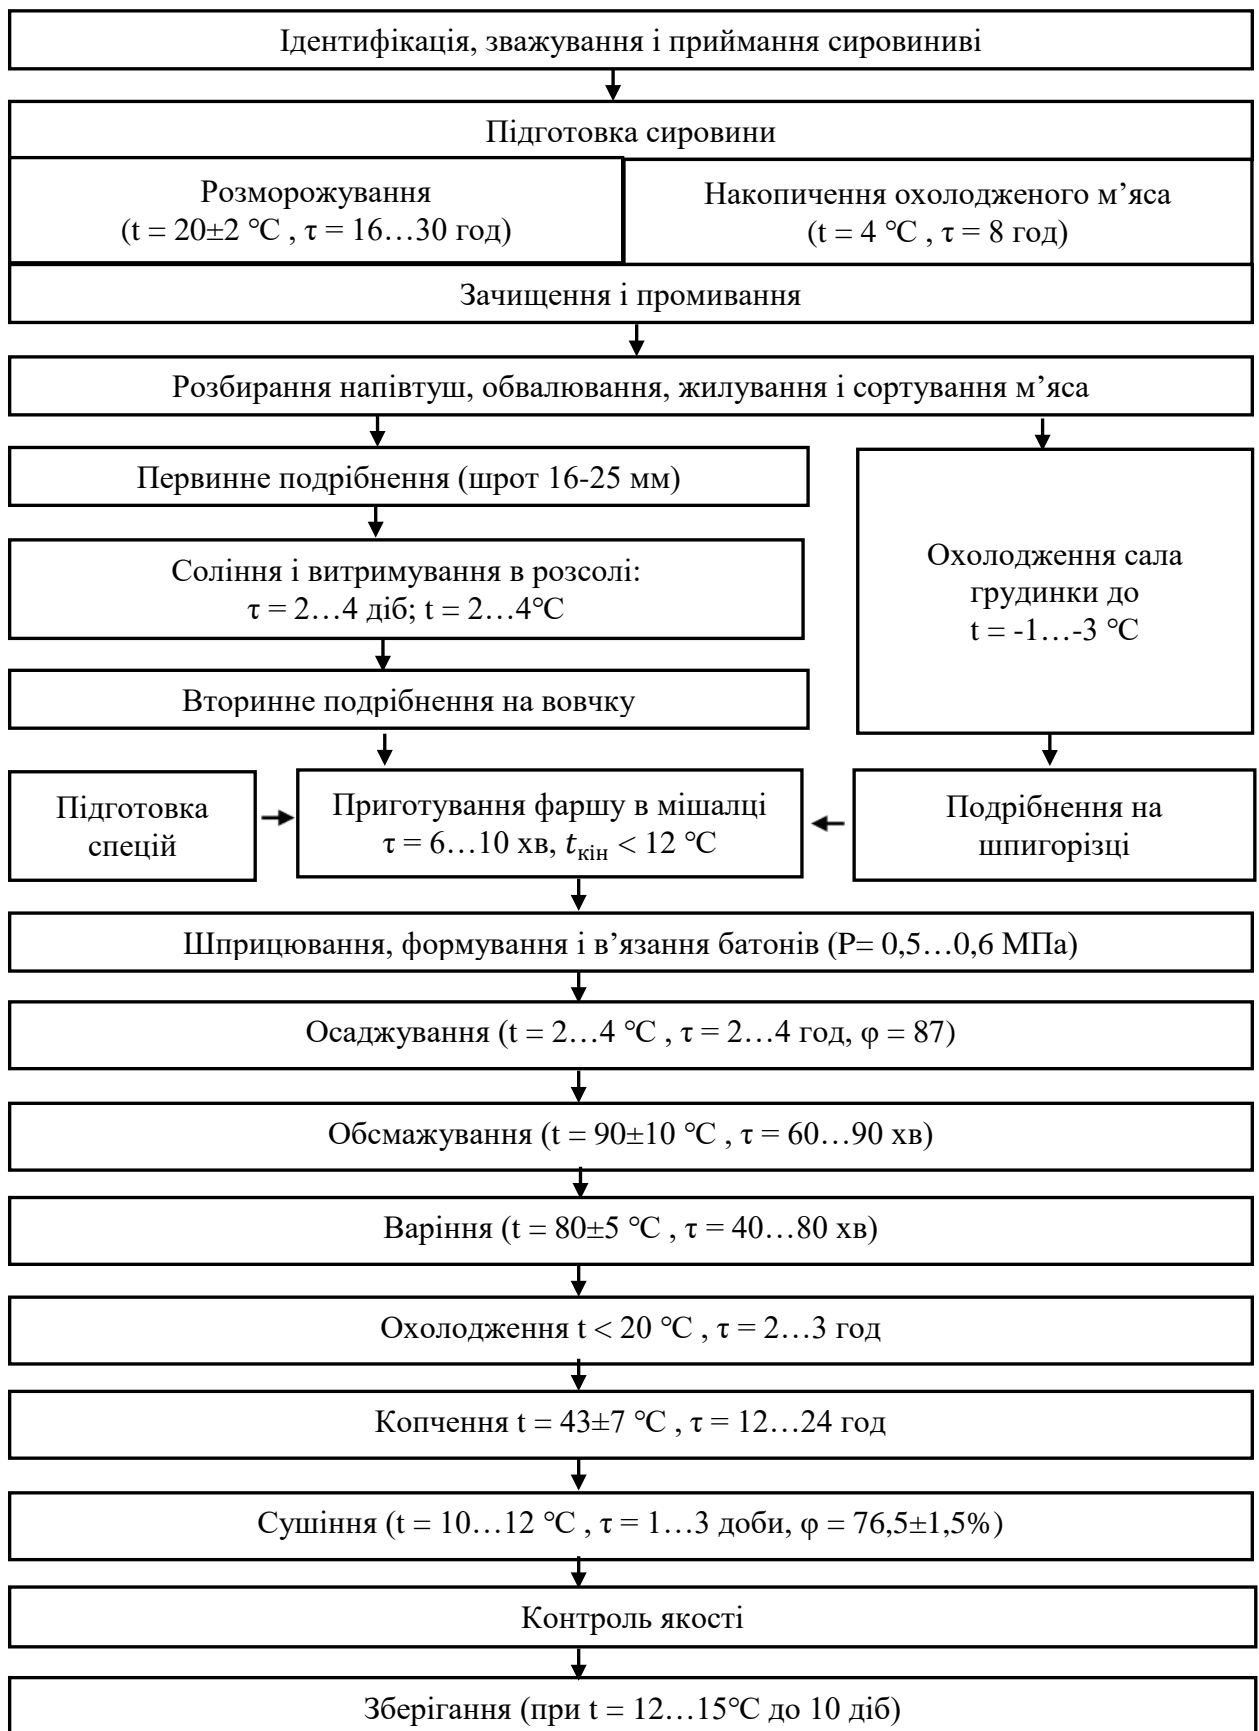 Ідентифікація, зважування і приймання сировиниві
Підготовка сировини
Розморожування
(t = 20±2 ℃ , τ = 16…30 год)
Накопичення охолодженого м’яса
(t = 4 ℃ , τ = 8 год)
Зачищення і промивання
Розбирання напівтуш, обвалювання, жилування і сортування м’яса
Первинне подрібнення (шрот 16-25 мм)
Соління і витримування в розсолі:
τ = 2…4 діб; t = 2…4℃
Вторинне подрібнення на вовчку
Охолодження сала
грудинки до
t = -1…-3 ℃
Підготовка
спецій
Приготування фаршу в мішалці
τ = 6…10 хв, tкін < 12 ℃
Подрібнення на
шпигорізці
Шприцювання, формування і в’язання батонів (P= 0,5…0,6 МПа)
Осаджування (t = 2…4 ℃ , τ = 2…4 год, φ = 87)
Обсмажування (t = 90±10 ℃ , τ = 60…90 хв)
Варіння (t = 80±5 ℃ , τ = 40…80 хв)
Охолодження t < 20 ℃ , τ = 2…3 год
Копчення t = 43±7 ℃ , τ = 12…24 год
Сушіння (t = 10…12 ℃ , τ = 1…3 доби, φ = 76,5±1,5%)
Контроль якості
Зберігання (при t = 12…15℃ до 10 діб)